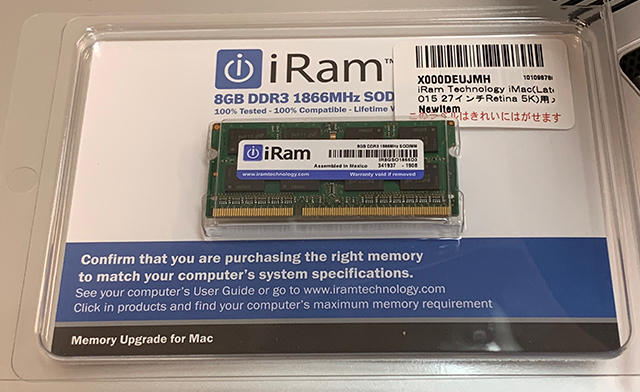 iRam™
8GB DDR3 1866MHz SOD
100% Tested - 100% Compatible - Lifetime W
X000DEUJMH
iRam Technology iMac(Late
015 27インチRetina 5K)用
NewItem
このラベルはきれいにはがせます
iRam
8GB DDR3 1866MHz SODIMM
IR8GSO1866D3
Assembled in Mexico 341937 - 1908
www.iramtechnology.com Warranty void if removed
Confirm that you are purchasing the right memory
to match your computer's system specifications.
See your computer's User Guide or go to www.iramtechnology.com
Click in products and find your computer's maximum memory requirement
Memory Upgrade for Mac